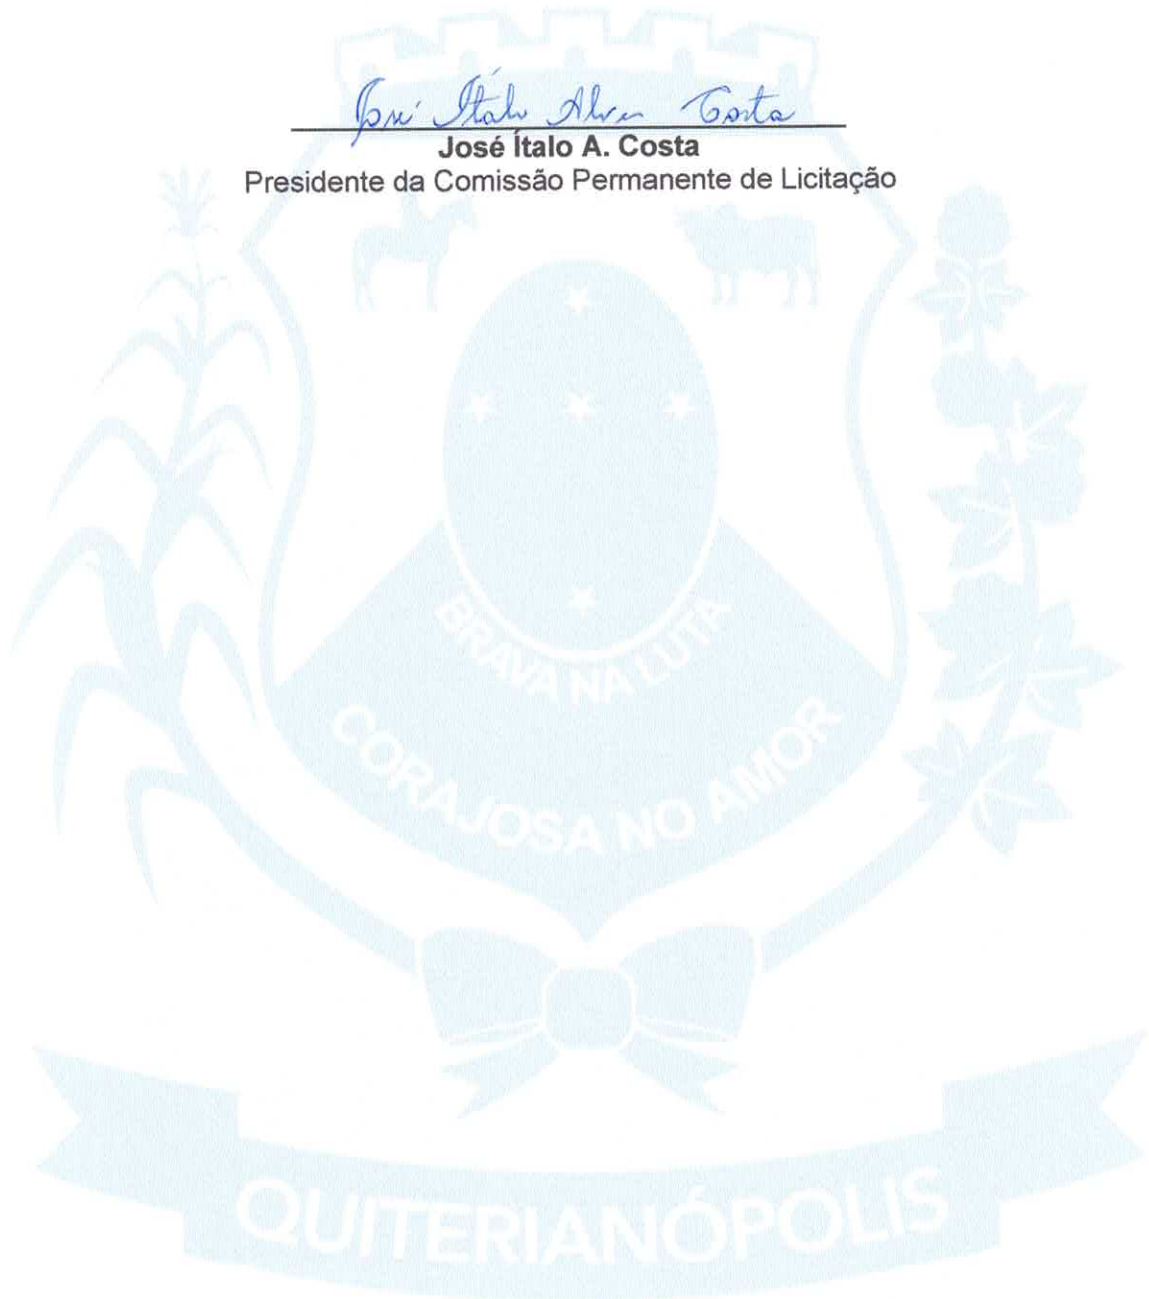 José Ítalo Alves Costa
José Ítalo A. Costa
Presidente da Comissão Permanente de Licitação
BRAVA NA LUTA
CORAJOSA NO AMOR
QUITERIANÓPOLIS